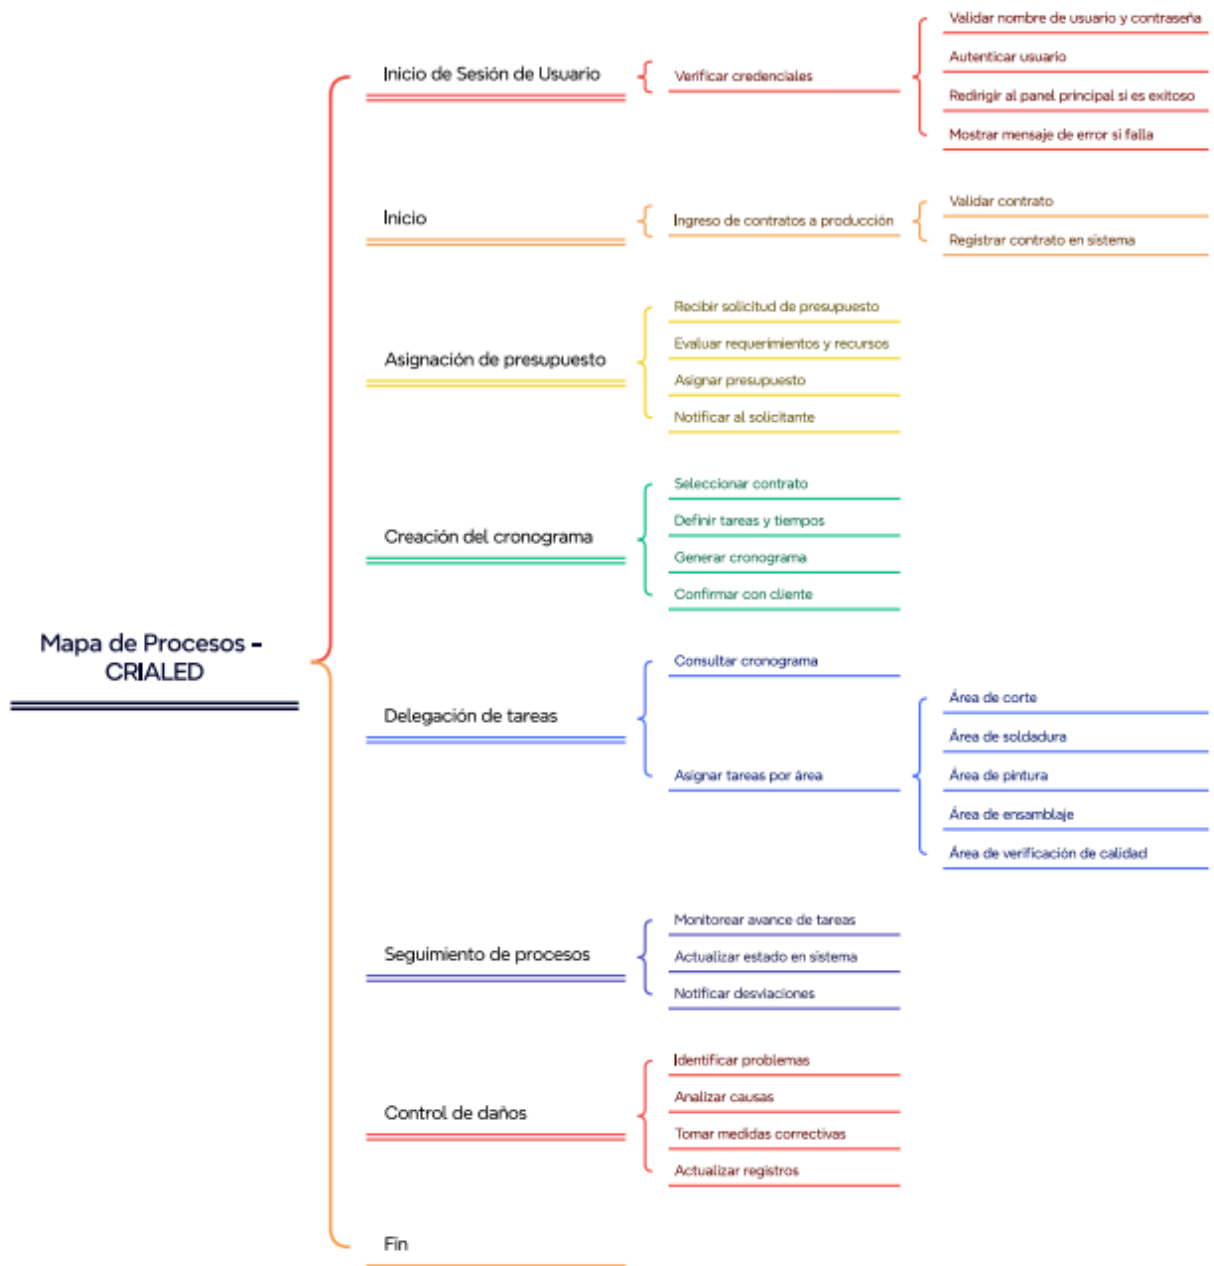 Mapa de Procesos -
CRIALED
Inicio de Sesión de Usuario
Verificar credenciales
Validar nombre de usuario y contraseña
Autenticar usuario
Redirigir al panel principal si es exitoso
Mostrar mensaje de error si falla
Inicio
Ingreso de contratos a producción
Validar contrato
Registrar contrato en sistema
Asignación de presupuesto
Recibir solicitud de presupuesto
Evaluar requerimientos y recursos
Asignar presupuesto
Notificar al solicitante
Creación del cronograma
Seleccionar contrato
Definir tareas y tiempos
Generar cronograma
Confirmar con cliente
Delegación de tareas
Consultar cronograma
Asignar tareas por área
Área de corte
Área de soldadura
Área de pintura
Área de ensamblaje
Área de verificación de calidad
Seguimiento de procesos
Monitorear avance de tareas
Actualizar estado en sistema
Notificar desviaciones
Control de daños
Identificar problemas
Analizar causas
Tomar medidas correctivas
Actualizar registros
Fin